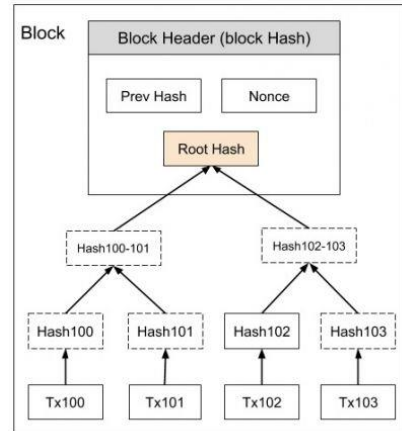 Block
Block Header (block Hash)
Prev Hash
Nonce
Root Hash
Hash100-101
Hash102-103
Hash100
Hash101
Hash102
Hash103
Tx100
Tx101
Tx102
Tx103